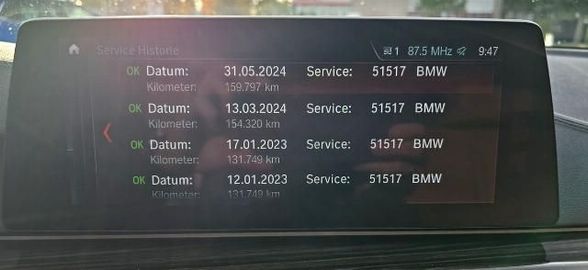 Service Historie 1 87.5 MHz 9:47
OK Datum: 31.05.2024 Service: 51517 BMW
Kilometer: 159.797 km
OK Datum: 13.03.2024 Service: 51517 BMW
Kilometer: 154.320 km
OK Datum: 17.01.2023 Service: 51517 BMW
Kilometer: 131.749 km
OK Datum: 12.01.2023 Service: 51517 BMW
Kilometer: 131.749 km